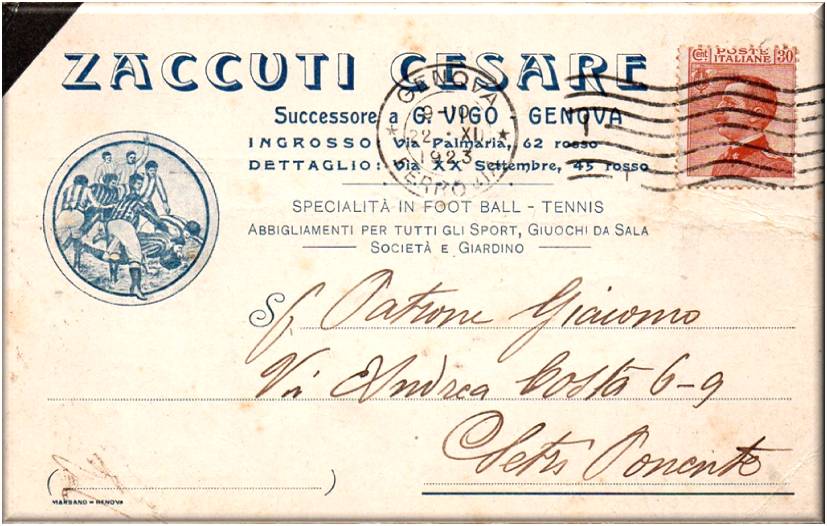 ZACCUTI CESARE
Successore a G. VIGO - GENOVA
INGROSSO: Via Palmaria, 62 rosso
DETTAGLIO: Via XX Settembre, 45 rosso
SPECIALITÀ IN FOOT BALL - TENNIS
ABBIGLIAMENTI PER TUTTI GLI SPORT, GIUOCHI DA SALA
SOCIETÀ E GIARDINO
POSTE
Cent ITALIANE 30
GENOVA
22 · XII
1923
FERROVIA
Sig. Patrone Giacomo
Via Andrea Costa 6-9
Sestri Ponente
( )
MARSANO - GENOVA